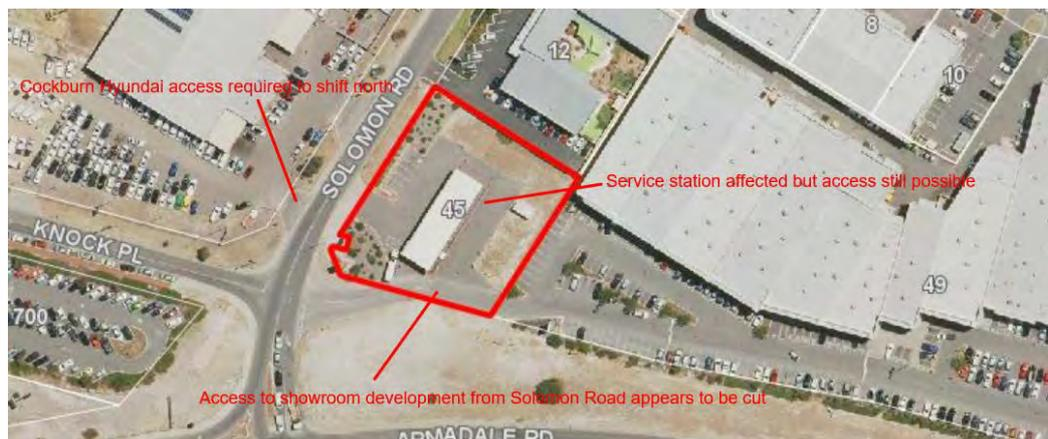 8
12
10
Cockburn Hyundai access required to shift north
SOLOMON RD
Service station affected but access still possible
45
KNOCK PL
49
700
Access to showroom development from Solomon Road appears to be cut
ARMADALE RD